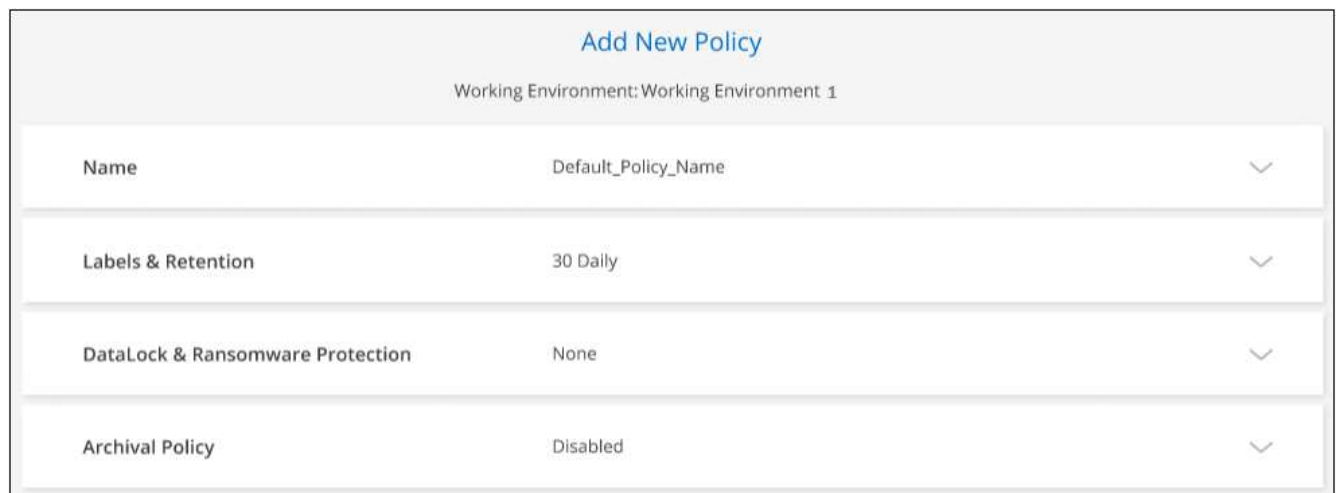 Add New Policy
Working Environment: Working Environment 1
Name Default_Policy_Name
Labels & Retention 30 Daily
DataLock & Ransomware Protection None
Archival Policy Disabled